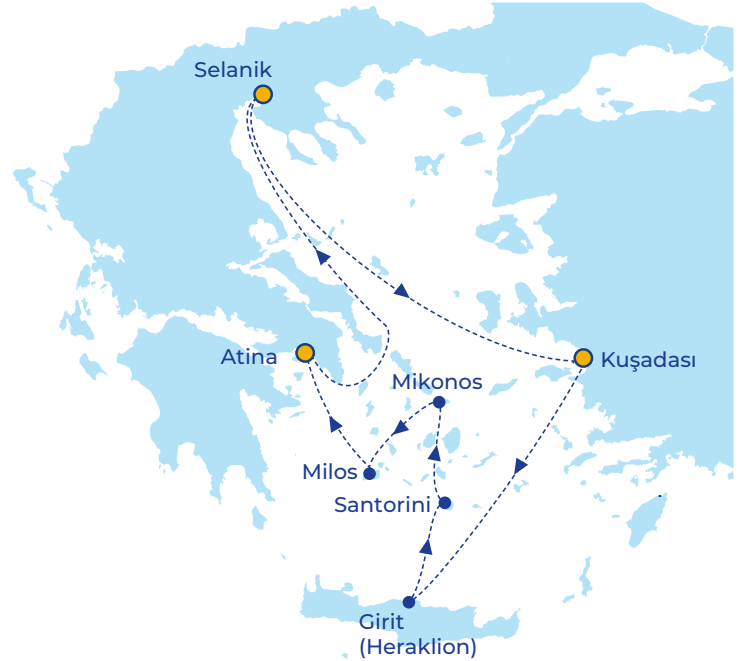 Selanik
Atina
Kuşadası
Mikonos
Milos
Santorini
Girit
(Heraklion)